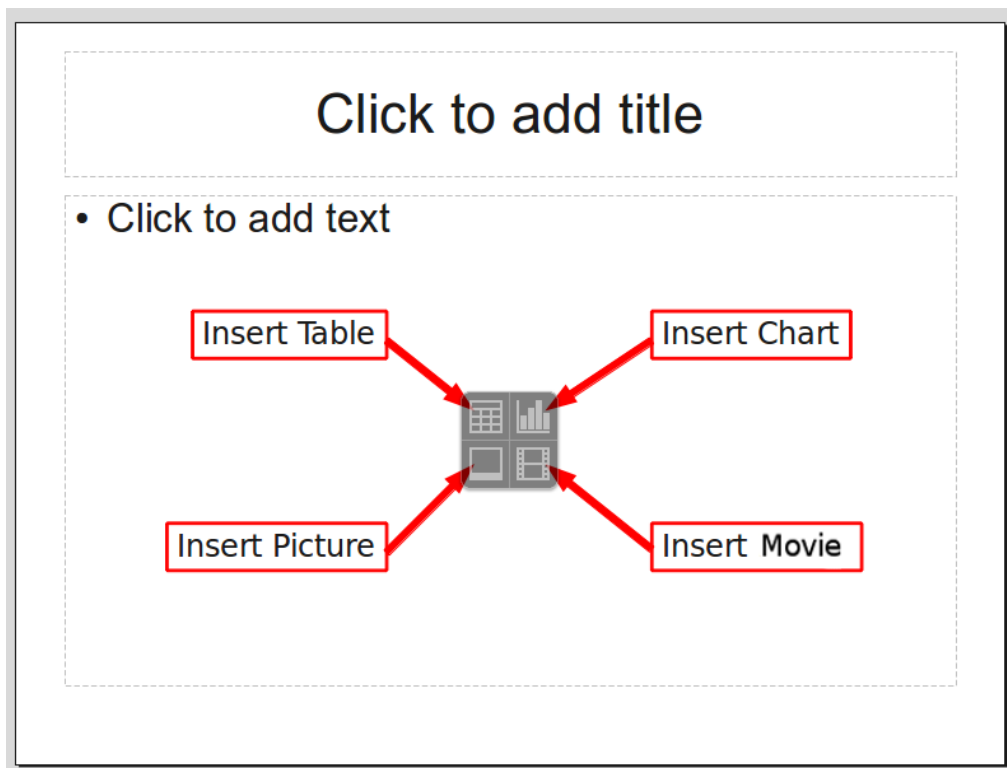 Click to add title
• Click to add text
Insert Table
Insert Chart
Insert Picture
Insert Movie